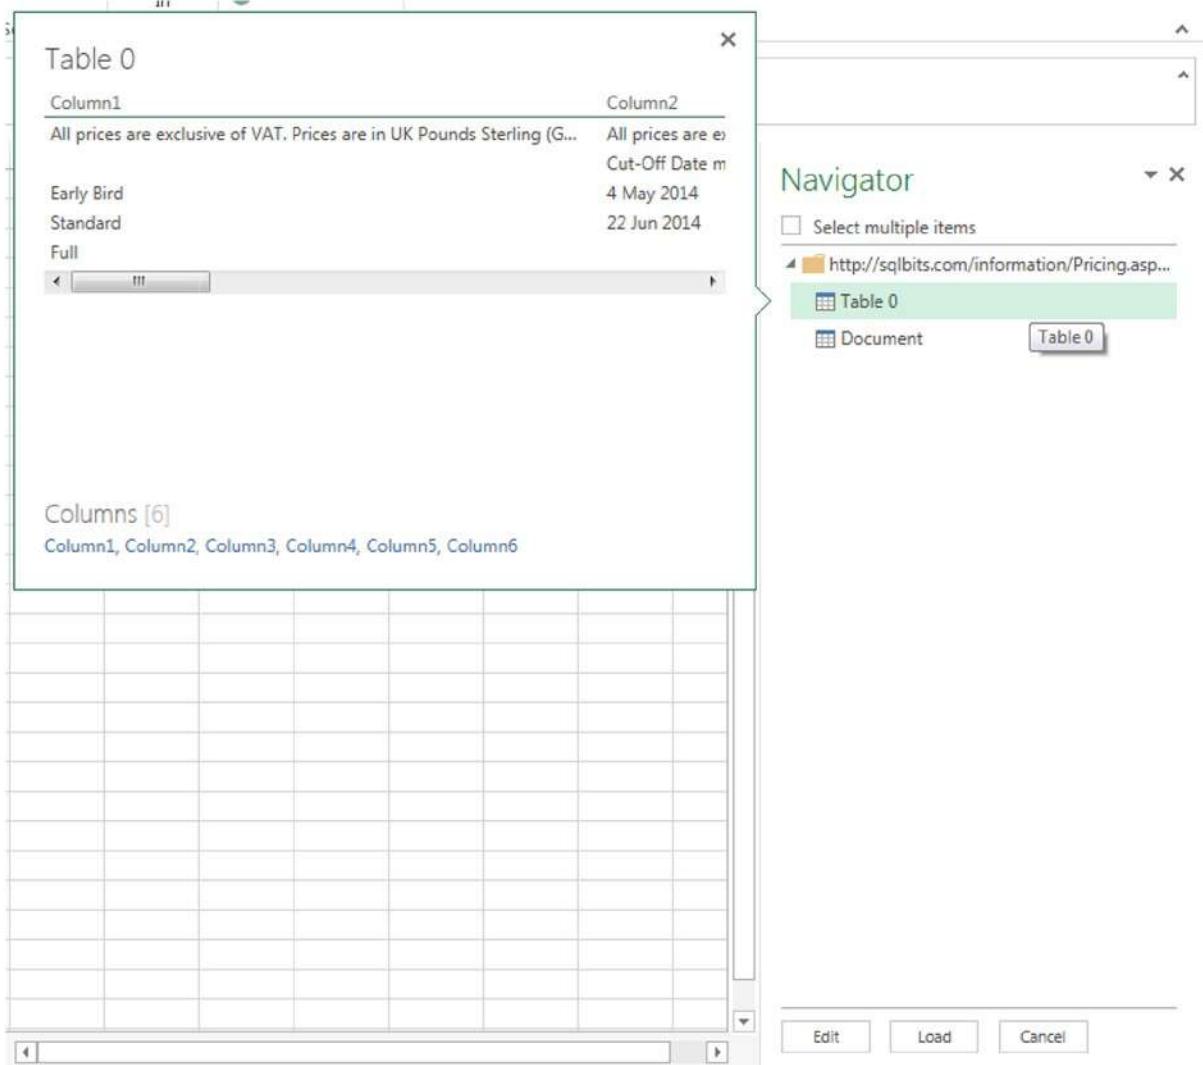 Table 0
Column1 Column2
All prices are exclusive of VAT. Prices are in UK Pounds Sterling (G... All prices are ex
Cut-Off Date m
Early Bird 4 May 2014
Standard 22 Jun 2014
Full
Columns [6]
Column1, Column2, Column3, Column4, Column5, Column6
Navigator
Select multiple items
http://sqlbits.com/information/Pricing.asp...
Table 0
Document
Table 0
Edit Load Cancel